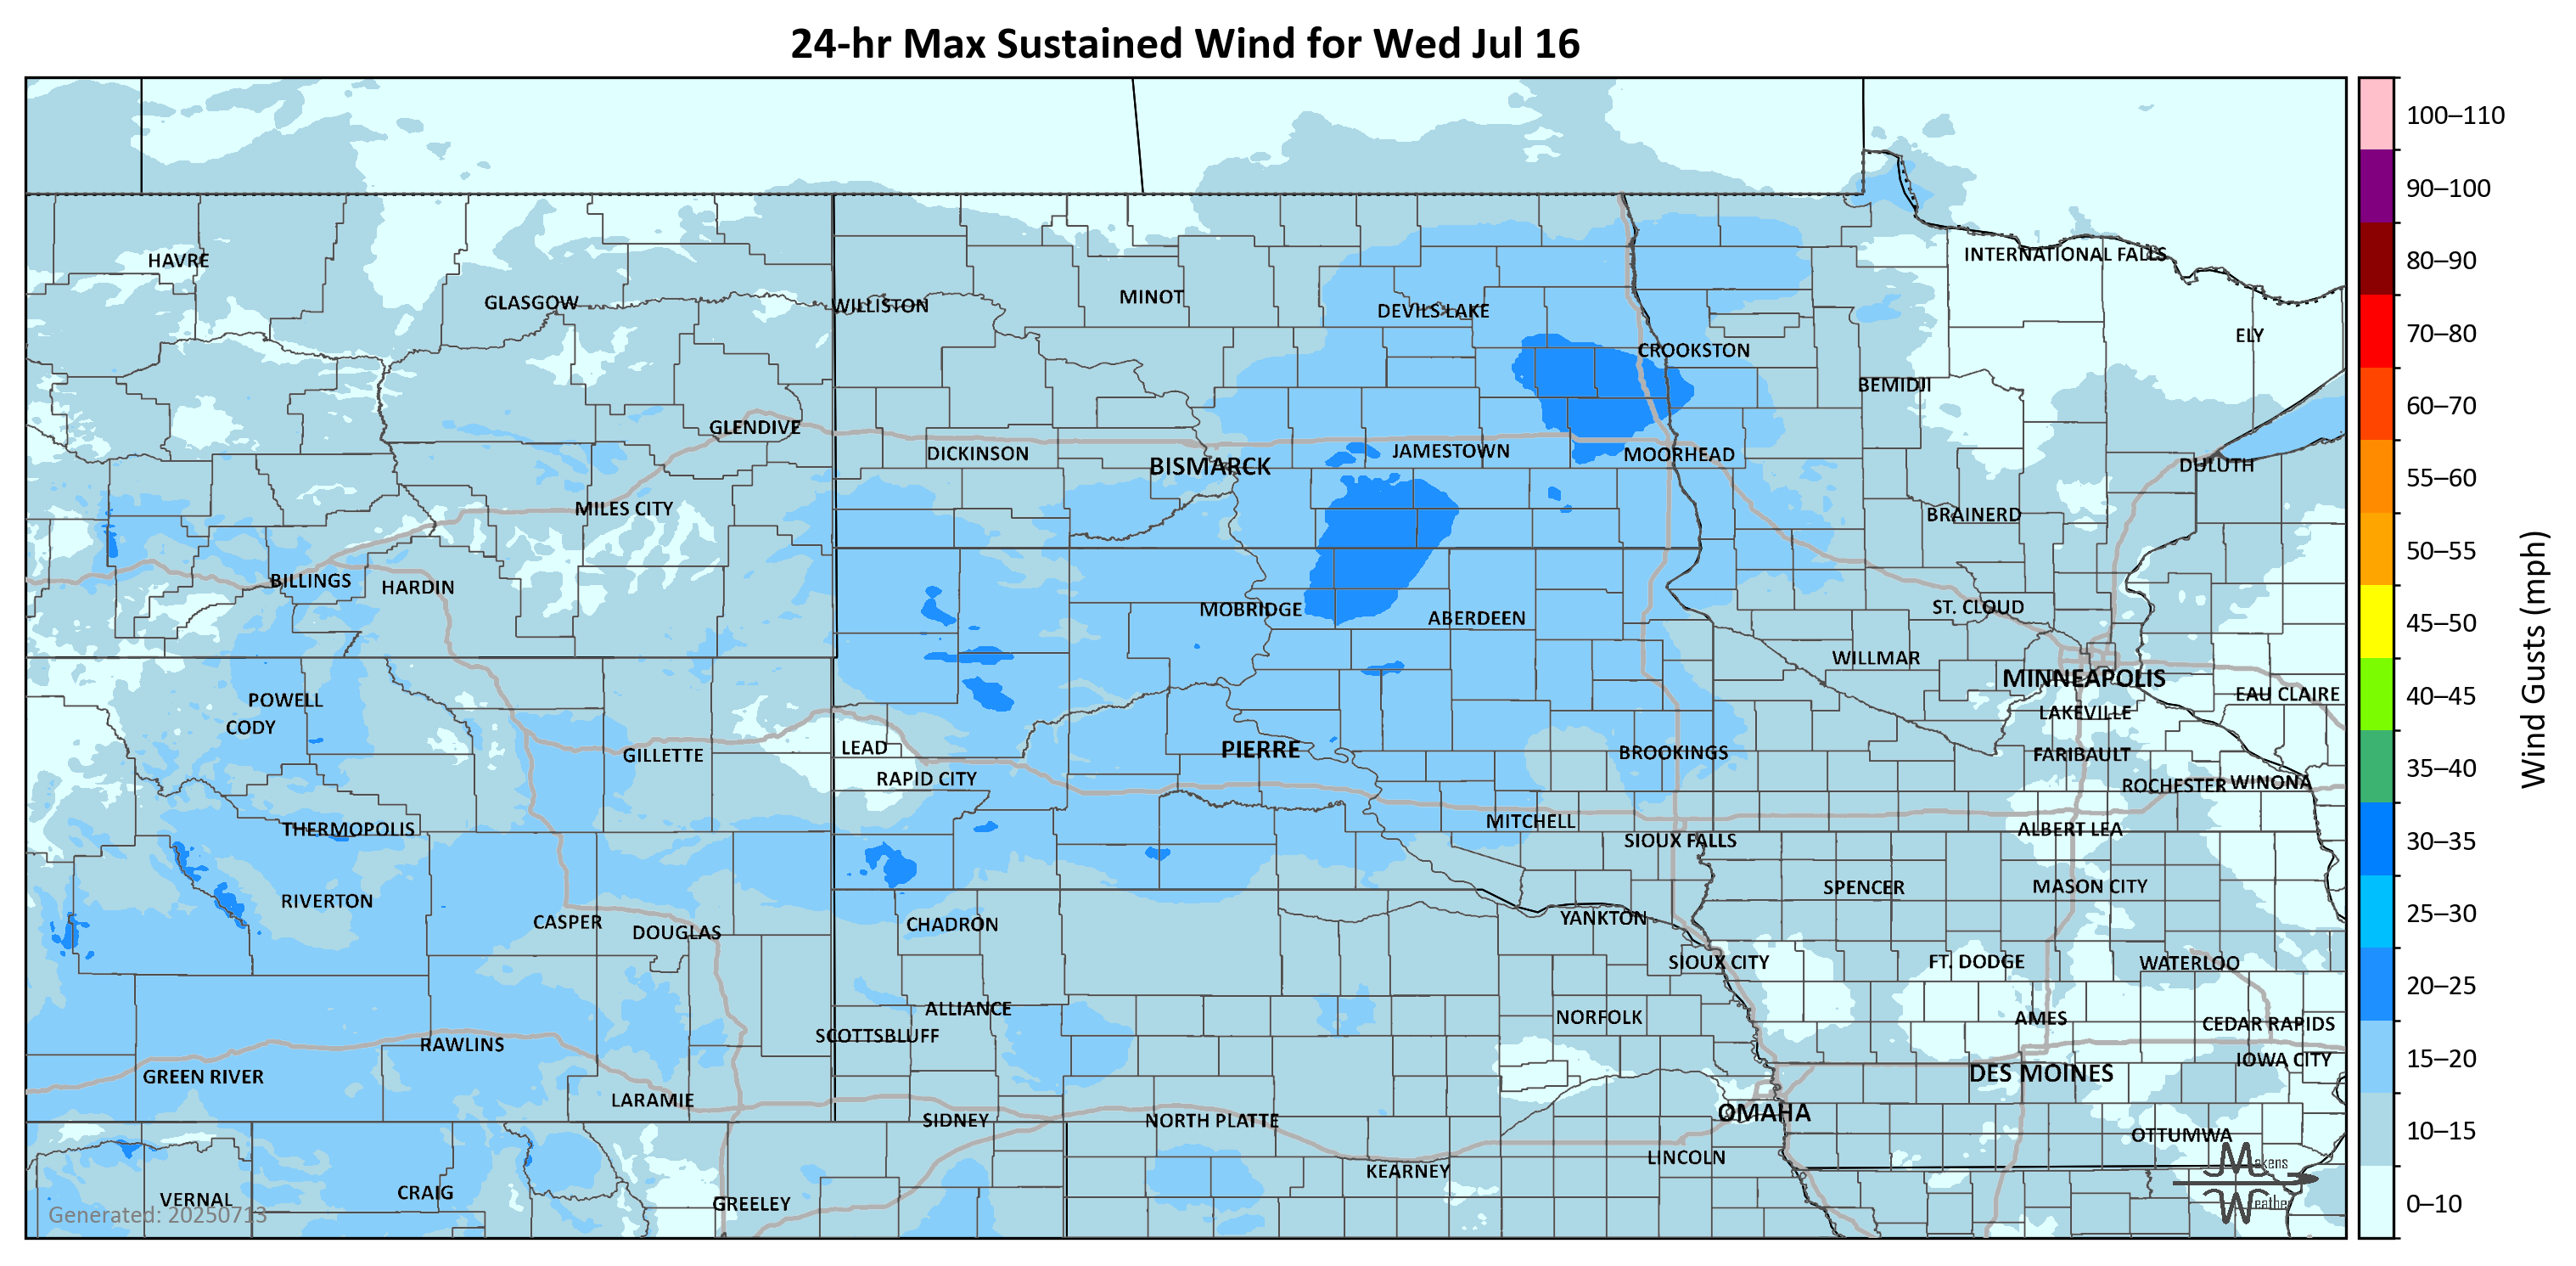 24-hr Max Sustained Wind for Wed Jul 16
100–110
90–100
80–90
70–80
60–70
55–60
50–55
45–50
40–45
35–40
30–35
25–30
20–25
15–20
10–15
0–10
Wind Gusts (mph)
HAVRE
INTERNATIONAL FALLS
GLASGOW
WILLISTON
MINOT
DEVILS LAKE
ELY
CROOKSTON
BEMIDJI
GLENDIVE
DICKINSON
BISMARCK
JAMESTOWN
MOORHEAD
DULUTH
MILES CITY
BRAINERD
BILLINGS
HARDIN
MOBRIDGE
ABERDEEN
ST. CLOUD
WILLMAR
MINNEAPOLIS
POWELL
EAU CLAIRE
CODY
LAKEVILLE
GILLETTE
LEAD
PIERRE
BROOKINGS
FARIBAULT
RAPID CITY
ROCHESTER
WINONA
THERMOPOLIS
MITCHELL
ALBERT LEA
SIOUX FALLS
RIVERTON
SPENCER
MASON CITY
CASPER
DOUGLAS
CHADRON
YANKTON
SIOUX CITY
FT. DODGE
WATERLOO
ALLIANCE
NORFOLK
AMES
CEDAR RAPIDS
SCOTTSBLUFF
RAWLINS
IOWA CITY
GREEN RIVER
DES MOINES
LARAMIE
SIDNEY
NORTH PLATTE
OMAHA
OTTUMWA
KEARNEY
LINCOLN
VERNAL
CRAIG
GREELEY
Generated: 20250713
Makens
Weather